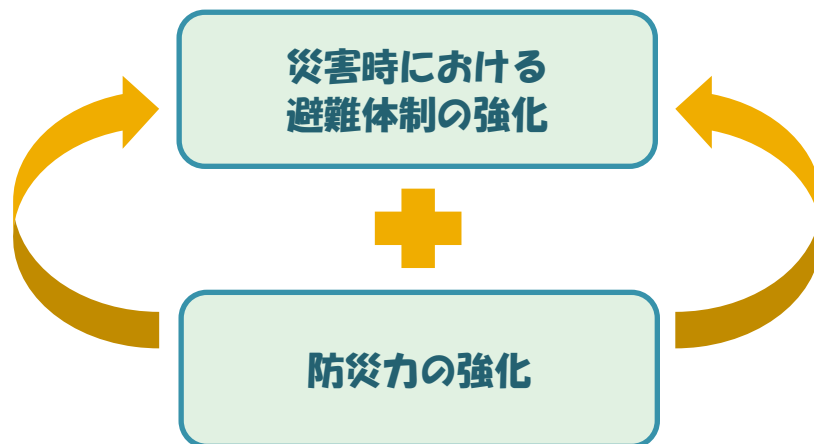 災害時における
避難体制の強化
防災力の強化